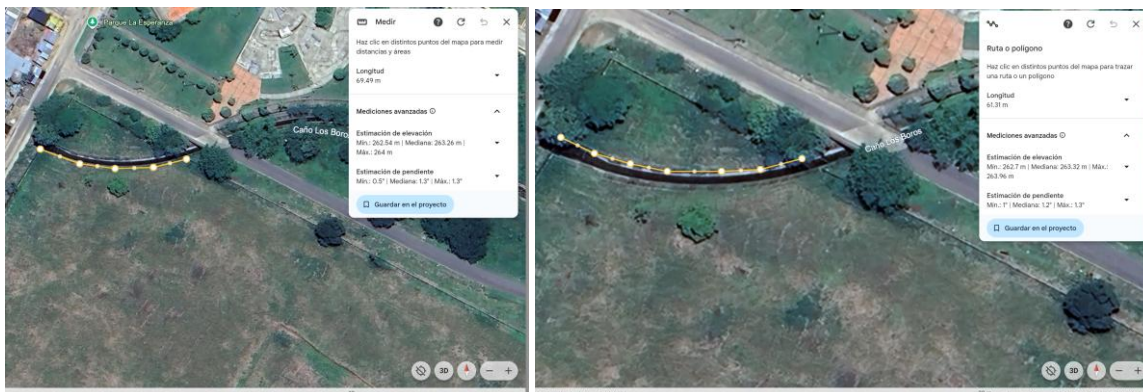 Parque La Esperanza
Caño Los Boros
Medir
Haz clic en distintos puntos del mapa para medir
distancias y áreas
Longitud
69.49 m
Mediciones avanzadas
Estimación de elevación
Mín.: 262.54 m | Mediana: 263.26 m |
Máx.: 264 m
Estimación de pendiente
Mín.: 0.5° | Mediana: 1.3° | Máx.: 1.3°
Guardar en el proyecto
3D
Caño Los Boros
Ruta o polígono
Haz clic en distintos puntos del mapa para trazar
una ruta o un polígono
Longitud
61.31 m
Mediciones avanzadas
Estimación de elevación
Mín.: 262.7 m | Mediana: 263.32 m | Máx.:
263.96 m
Estimación de pendiente
Mín.: 1° | Mediana: 1.2° | Máx.: 1.3°
Guardar en el proyecto
3D